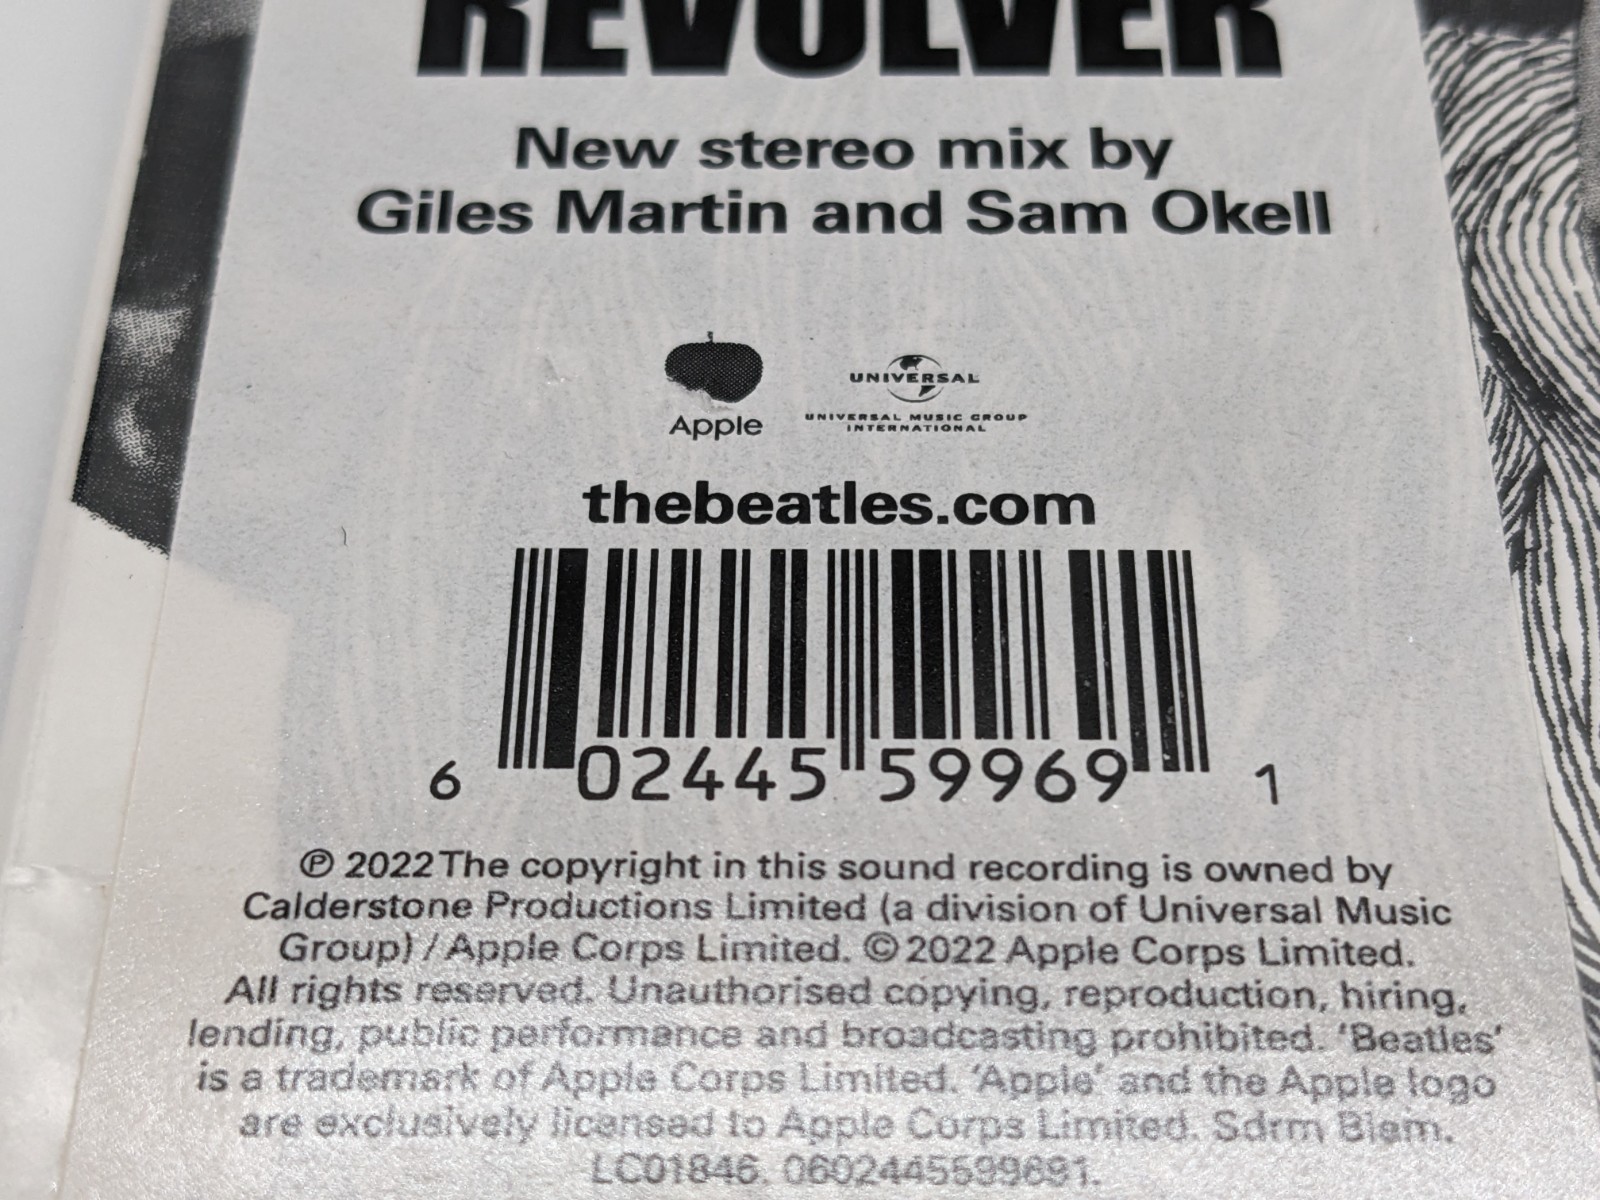 REVOLVER
New stereo mix by
Giles Martin and Sam Okell
Apple
UNIVERSAL
UNIVERSAL MUSIC GROUP
INTERNATIONAL
thebeatles.com
6 02445 59969 1
℗ 2022 The copyright in this sound recording is owned by
Calderstone Productions Limited (a division of Universal Music
Group) / Apple Corps Limited. © 2022 Apple Corps Limited.
All rights reserved. Unauthorised copying, reproduction, hiring,
lending, public performance and broadcasting prohibited. 'Beatles'
is a trademark of Apple Corps Limited. 'Apple' and the Apple logo
are exclusively licensed to Apple Corps Limited. Sdrm Biem.
LC01846. 0602445599691.